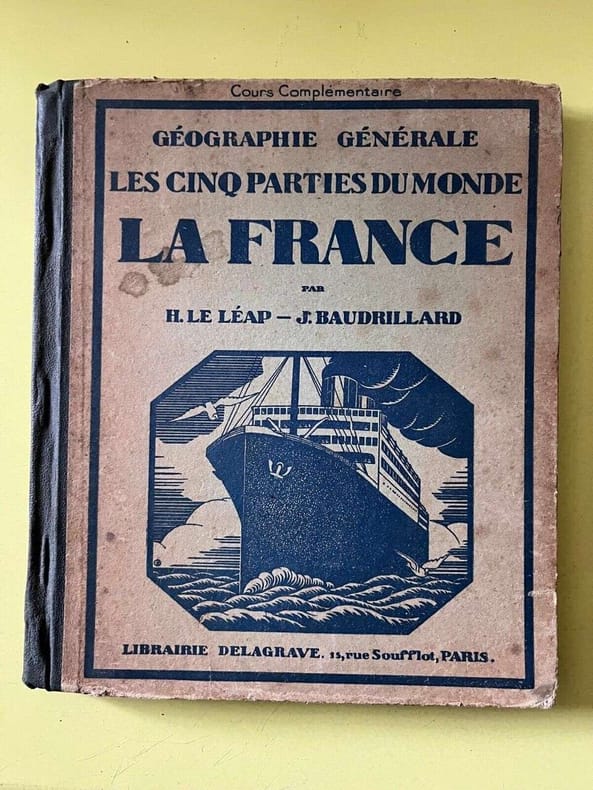 Cours Complémentaire
GÉOGRAPHIE GÉNÉRALE
LES CINQ PARTIES DU MONDE
LA FRANCE
PAR
H. LE LÉAP — J. BAUDRILLARD
LIBRAIRIE DELAGRAVE. 15, rue Soufflot, PARIS.